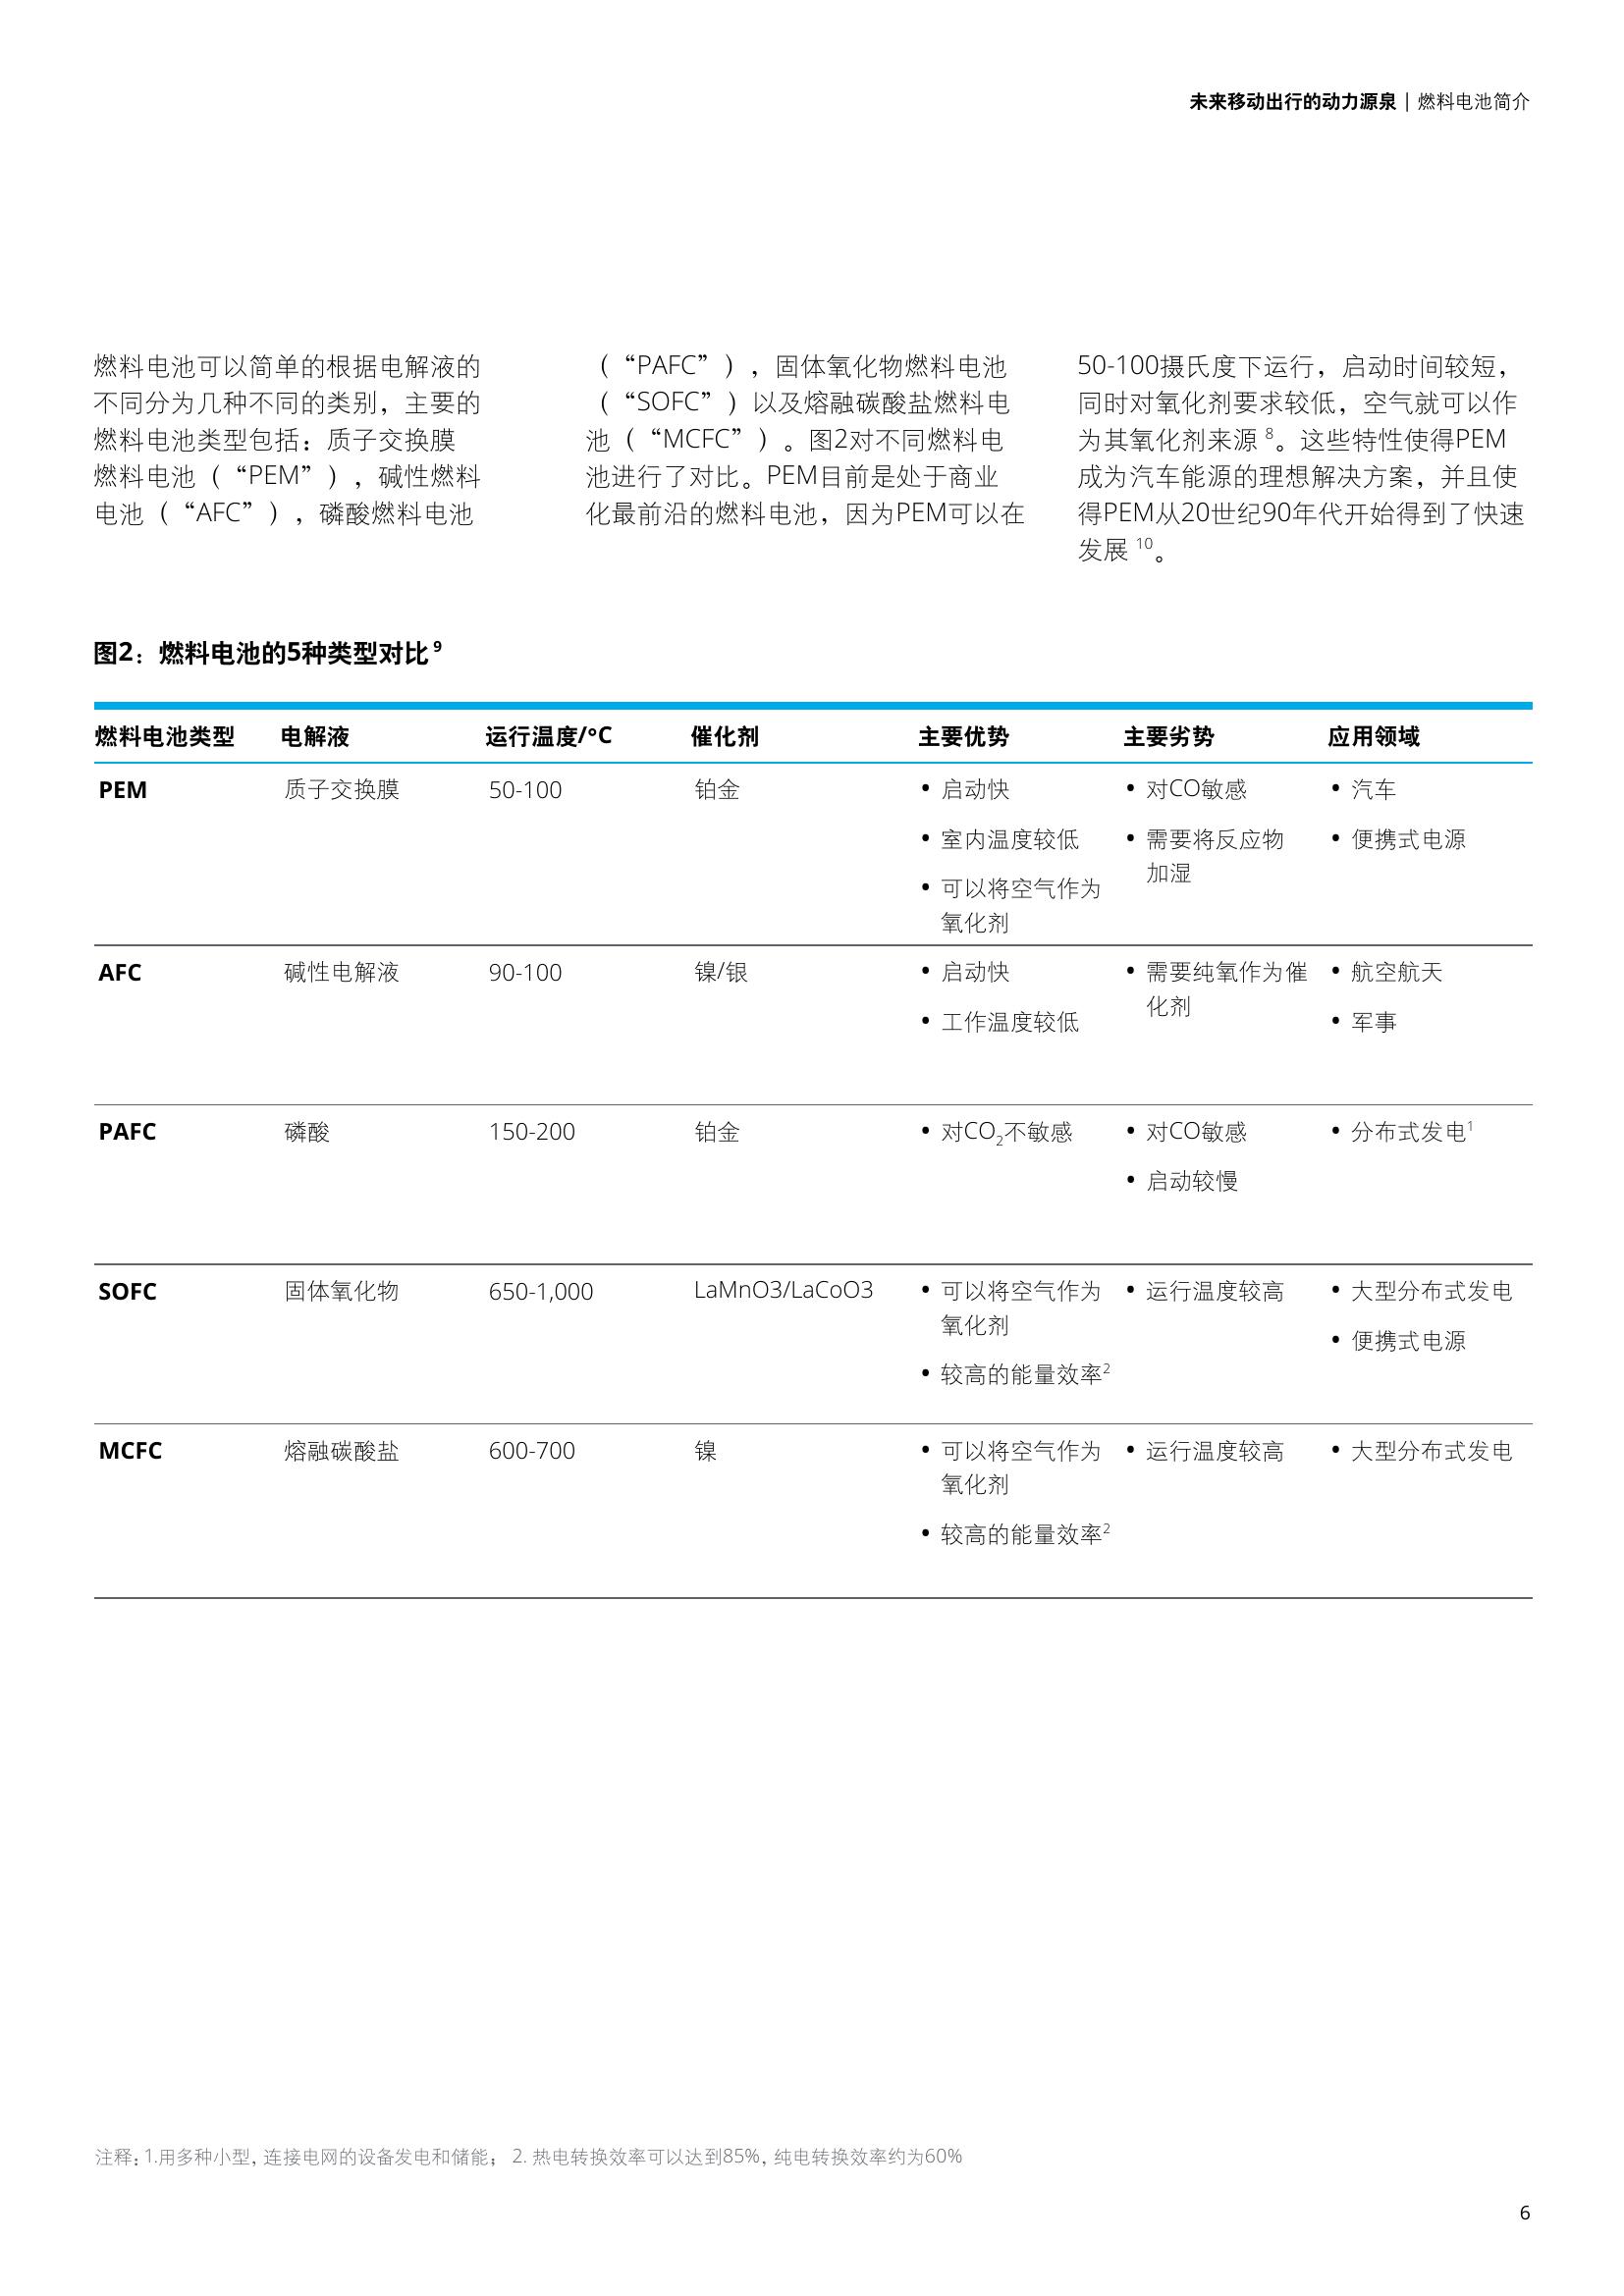 未来移动出行的动力源泉 | 燃料电池简介
燃料电池可以简单的根据电解液的
不同分为几种不同的类别，主要的
燃料电池类型包括：质子交换膜
燃料电池（“PEM”），碱性燃料
电池（“AFC”），磷酸燃料电池
（“PAFC”），固体氧化物燃料电池
（“SOFC”）以及熔融碳酸盐燃料电
池（“MCFC”）。图2对不同燃料电
池进行了对比。PEM目前是处于商业
化最前沿的燃料电池，因为PEM可以在
50-100摄氏度下运行，启动时间较短，
同时对氧化剂要求较低，空气就可以作
为其氧化剂来源 8。这些特性使得PEM
成为汽车能源的理想解决方案，并且使
得PEM从20世纪90年代开始得到了快速
发展 10。
图2：燃料电池的5种类型对比 9
燃料电池类型 电解液 运行温度/°C 催化剂 主要优势 主要劣势 应用领域
PEM 质子交换膜 50-100 铂金 • 启动快 • 对CO敏感 • 汽车
• 室内温度较低 • 需要将反应物 • 便携式电源
加湿
• 可以将空气作为
氧化剂
AFC 碱性电解液 90-100 镍/银 • 启动快 • 需要纯氧作为催 • 航空航天
化剂
• 工作温度较低 • 军事
PAFC 磷酸 150-200 铂金 • 对CO2不敏感 • 对CO敏感 • 分布式发电1
• 启动较慢
SOFC 固体氧化物 650-1,000 LaMnO3/LaCoO3 • 可以将空气作为 • 运行温度较高 • 大型分布式发电
氧化剂 • 便携式电源
• 较高的能量效率2
MCFC 熔融碳酸盐 600-700 镍 • 可以将空气作为 • 运行温度较高 • 大型分布式发电
氧化剂
• 较高的能量效率2
注释：1.用多种小型，连接电网的设备发电和储能； 2. 热电转换效率可以达到85%，纯电转换效率约为60%
6